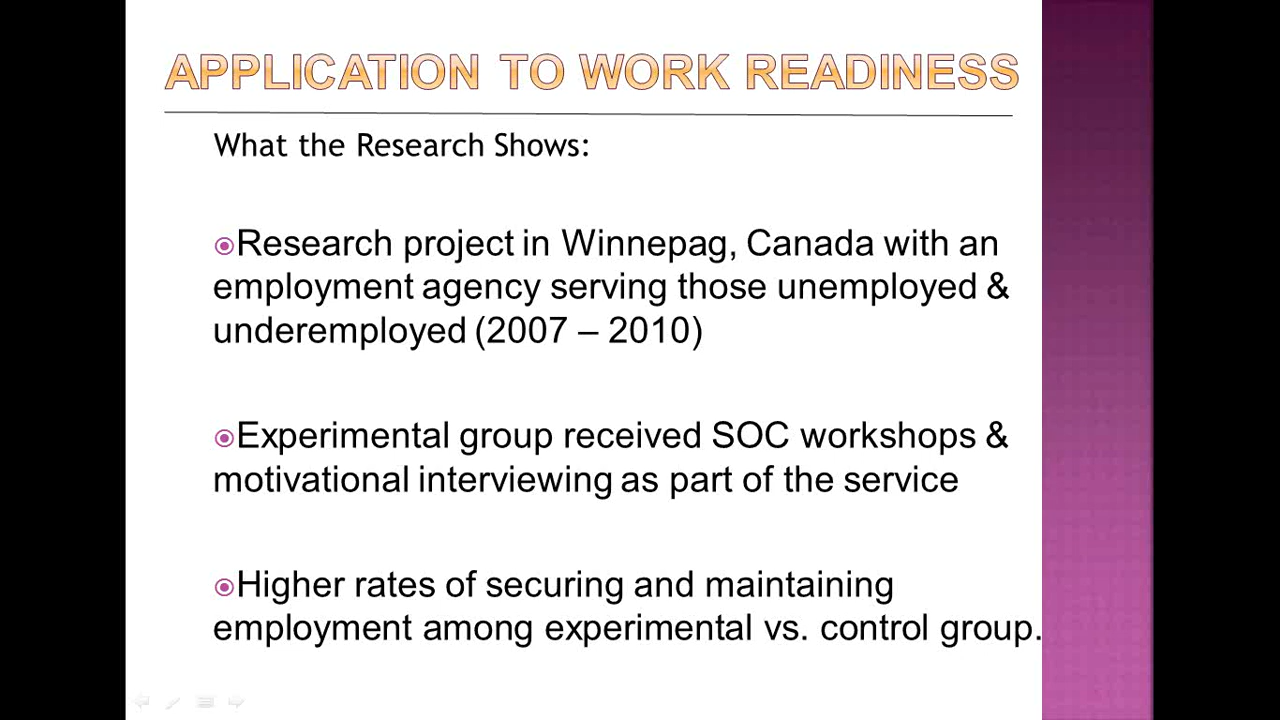 APPLICATION TO WORK READINESS
What the Research Shows:
Research project in Winnepag, Canada with an
employment agency serving those unemployed &
underemployed (2007 – 2010)
Experimental group received SOC workshops &
motivational interviewing as part of the service
Higher rates of securing and maintaining
employment among experimental vs. control group.